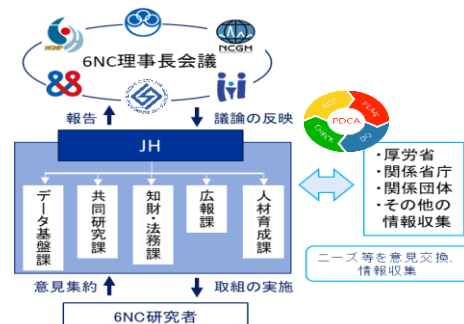 NCGM
6NC理事長会議
報告
議論の反映
JH
データ基盤課
共同研究課
知財・法務課
広報課
人材育成課
ACT
PLAN
PDCA
CHECK
DO
・厚労省
・関係省庁
・関係団体
・その他の
情報収集
ニーズ等を意見交換、
情報収集
意見集約
取組の実施
6NC研究者